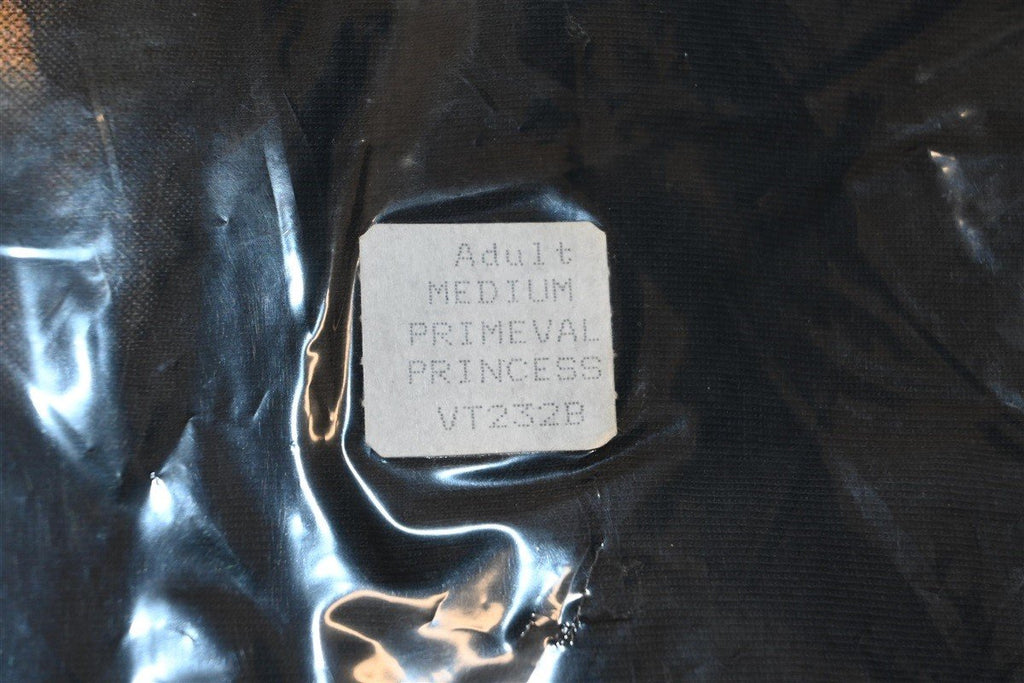 Adult
MEDIUM
PRIMEVAL
PRINCESS
VT232B